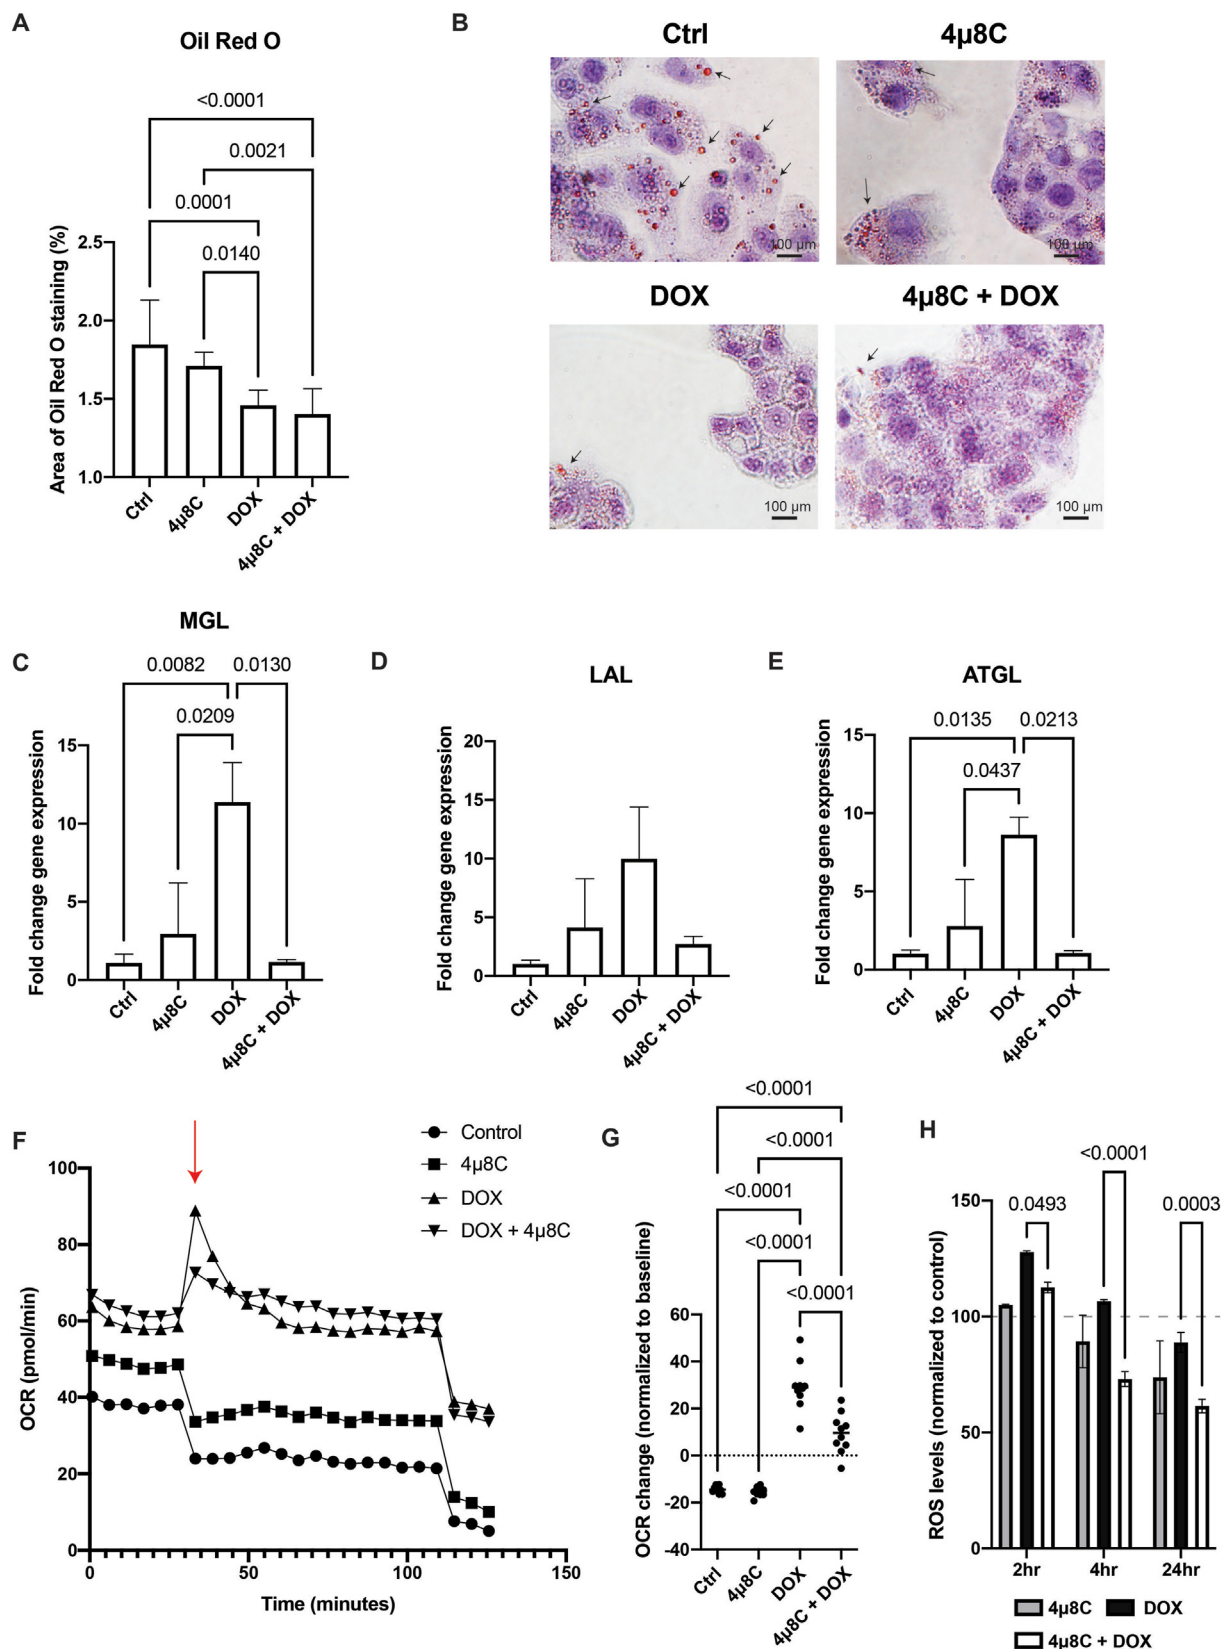 A
Oil Red O
<0.0001
0.0021
0.0001
0.0140
Area of Oil Red O staining (%)
2.5
2.0
1.5
1.0
Ctrl
4µ8C
DOX
4µ8C + DOX
B
Ctrl
4µ8C
100 µm
100 µm
DOX
4µ8C + DOX
100 µm
100 µm
C
MGL
0.0082
0.0130
0.0209
Fold change gene expression
15
10
5
0
Ctrl
4µ8C
DOX
4µ8C + DOX
D
LAL
Fold change gene expression
20
15
10
5
0
Ctrl
4µ8C
DOX
4µ8C + DOX
E
ATGL
0.0135
0.0213
0.0437
Fold change gene expression
15
10
5
0
Ctrl
4µ8C
DOX
4µ8C + DOX
F
Control
4µ8C
DOX
DOX + 4µ8C
OCR (pmol/min)
100
80
60
40
20
0
0
50
100
150
Time (minutes)
G
<0.0001
<0.0001
<0.0001
<0.0001
<0.0001
OCR change (normalized to baseline)
60
40
20
0
-20
-40
Ctrl
4µ8C
DOX
4µ8C + DOX
H
<0.0001
0.0493
0.0003
ROS levels (normalized to control)
150
100
50
0
2hr
4hr
24hr
4µ8C
DOX
4µ8C + DOX